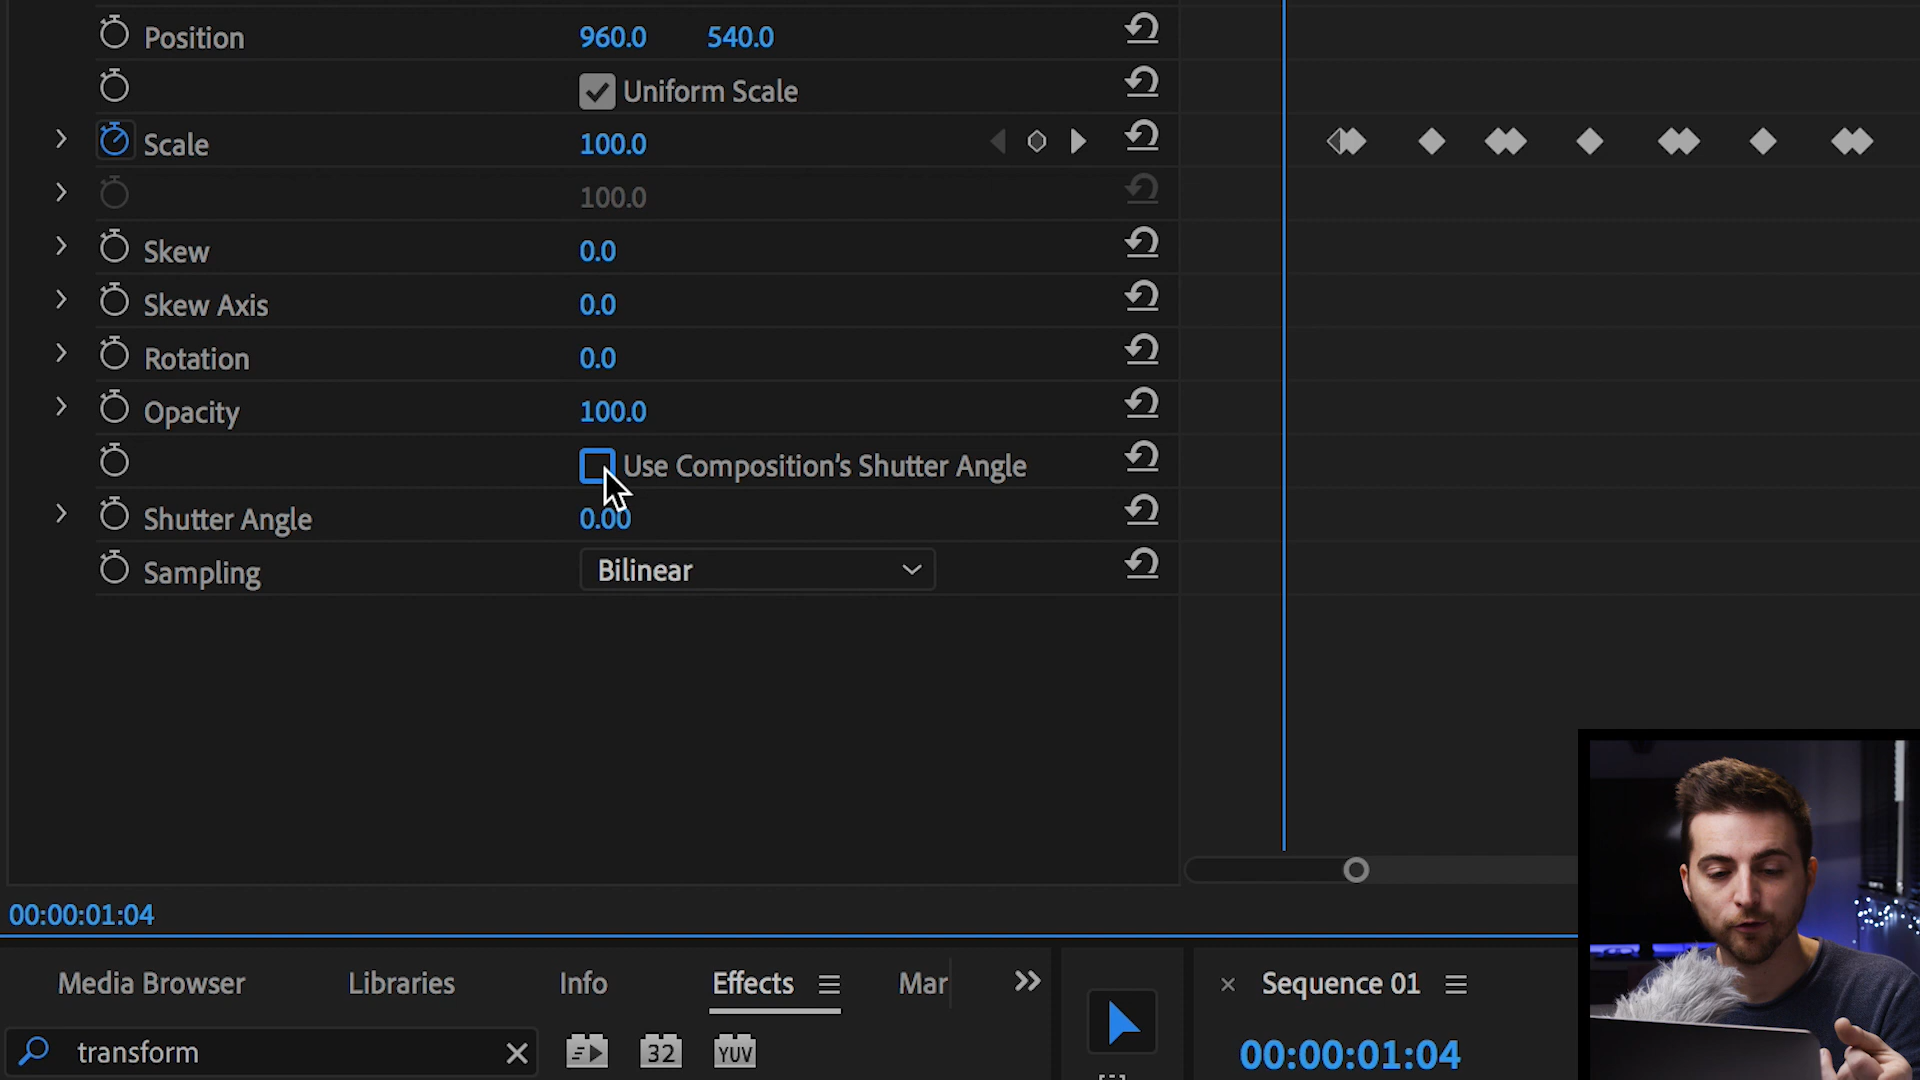 Position 960.0 540.0
Uniform Scale
Scale 100.0
100.0
Skew 0.0
Skew Axis 0.0
Rotation 0.0
Opacity 100.0
Use Composition's Shutter Angle
Shutter Angle 0.00
Sampling Bilinear
00:00:01:04
Media Browser Libraries Info Effects Mar × Sequence 01
transform 32 YUV 00:00:01:04